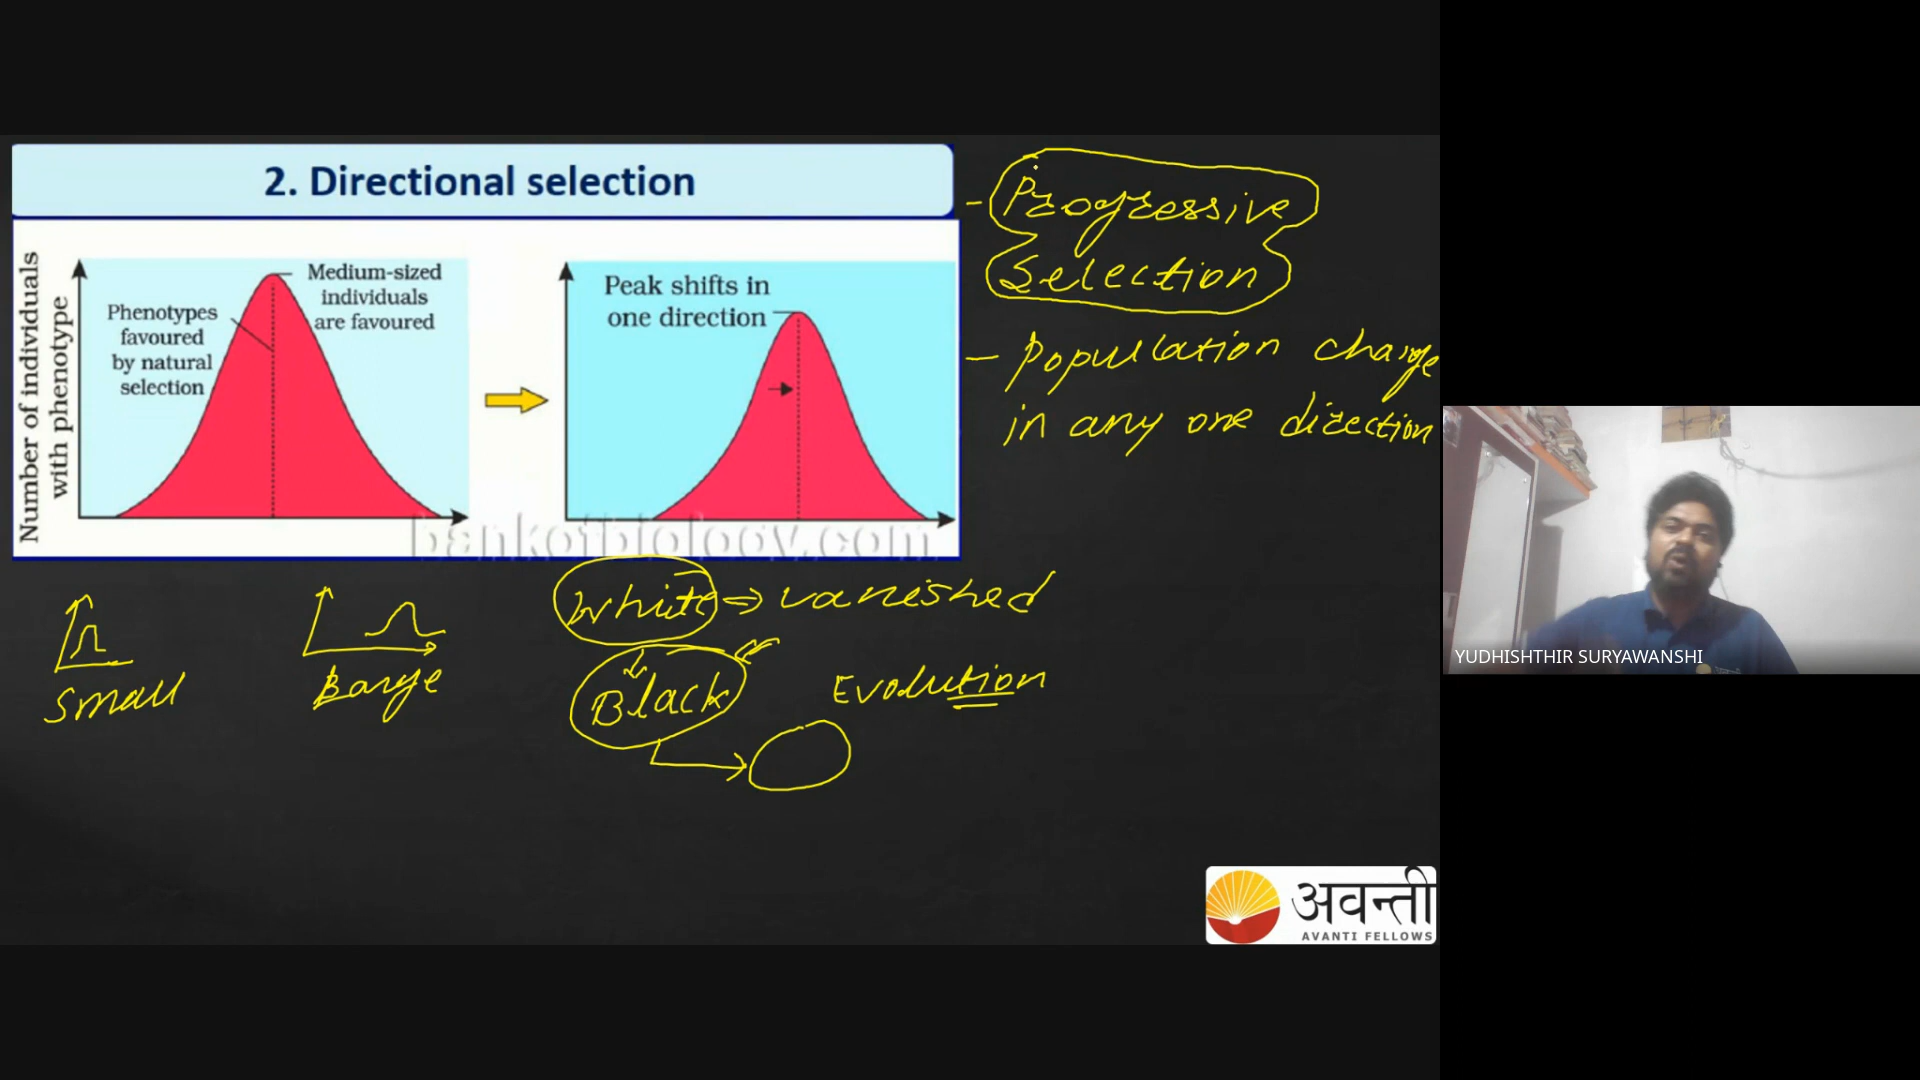 2. Directional selection
Number of individuals
with phenotype
Phenotypes
favoured
by natural
selection
Medium-sized
individuals
are favoured
Peak shifts in
one direction
bankofbiology.com
- Progressive
Selection
- Population change
in any one direction
Small
Large
White ⇒ vanished
Black
Evolution
YUDHISHTHIR SURYAWANSHI
अवन्ती
AVANTI FELLOWS